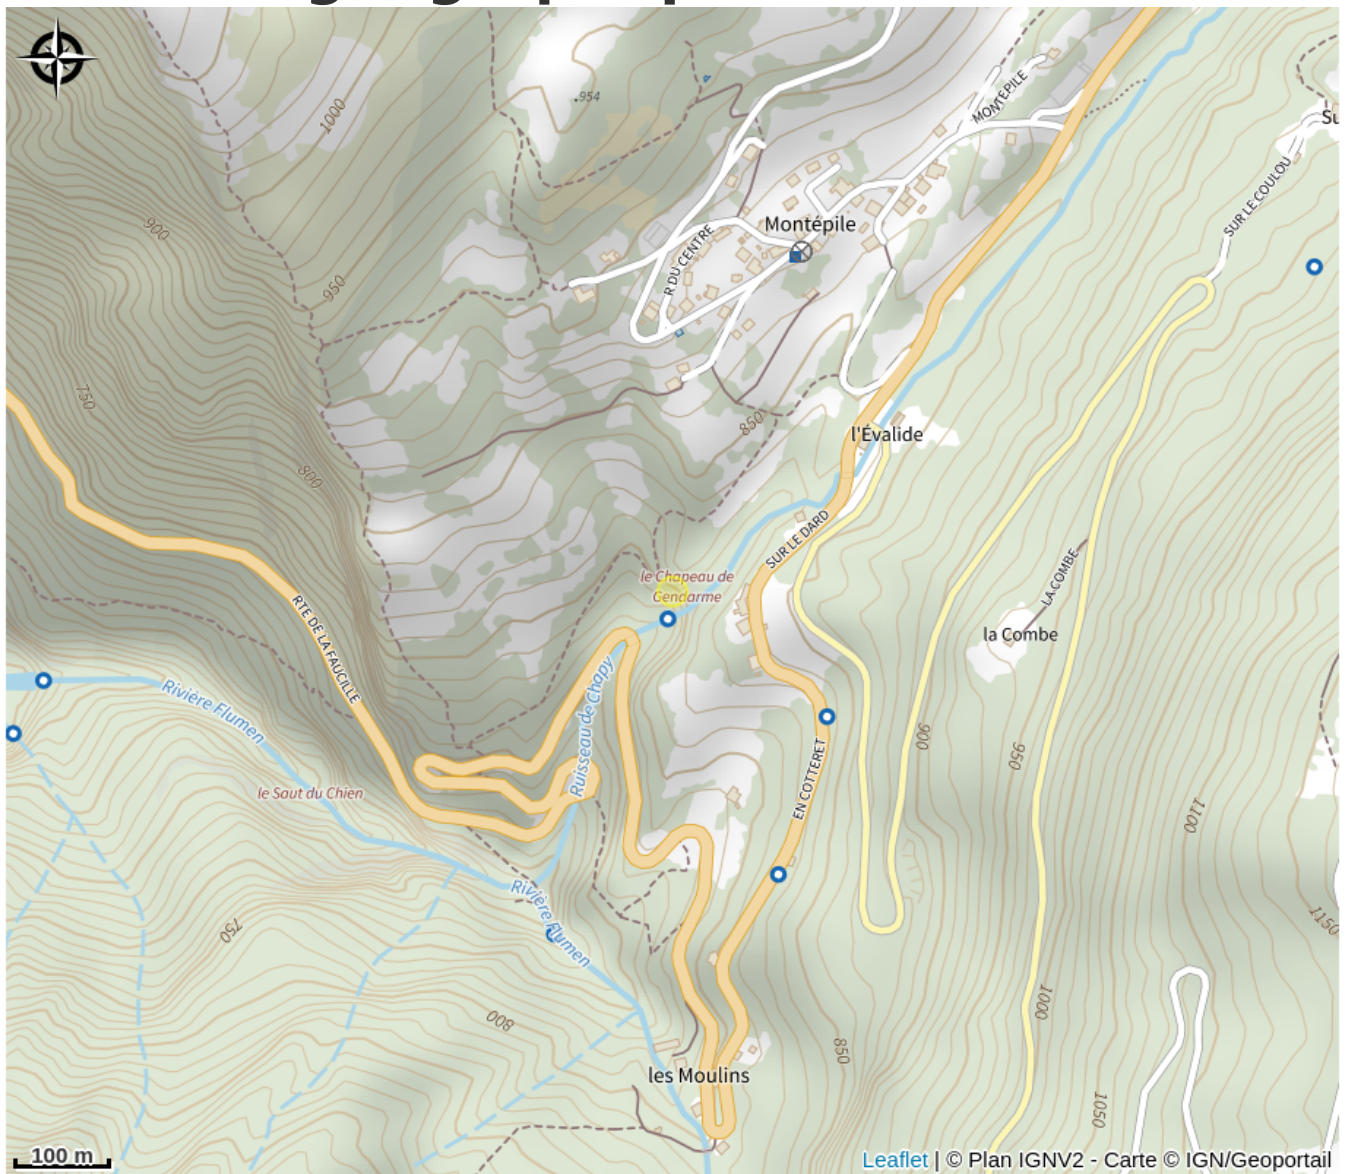 .954
1000
MONTÉPILE
Su
SUR LE COULOU
900
Montépile
R DU CENTRE
950
750
850
l'Évalide
800
SUR LE DARD
le Chapeau de
Gendarme
LA COMBE
la Combe
RTE DE LA FAUCILLE
Rivière Flumen
Ruisseau de Chapy
900
950
EN COTTERET
le Saut du Chien
1100
Rivière Flumen
750
1150
800
1000
850
les Moulins
1050
100 m
Leaflet | © Plan IGNV2 - Carte © IGN/Geoportail